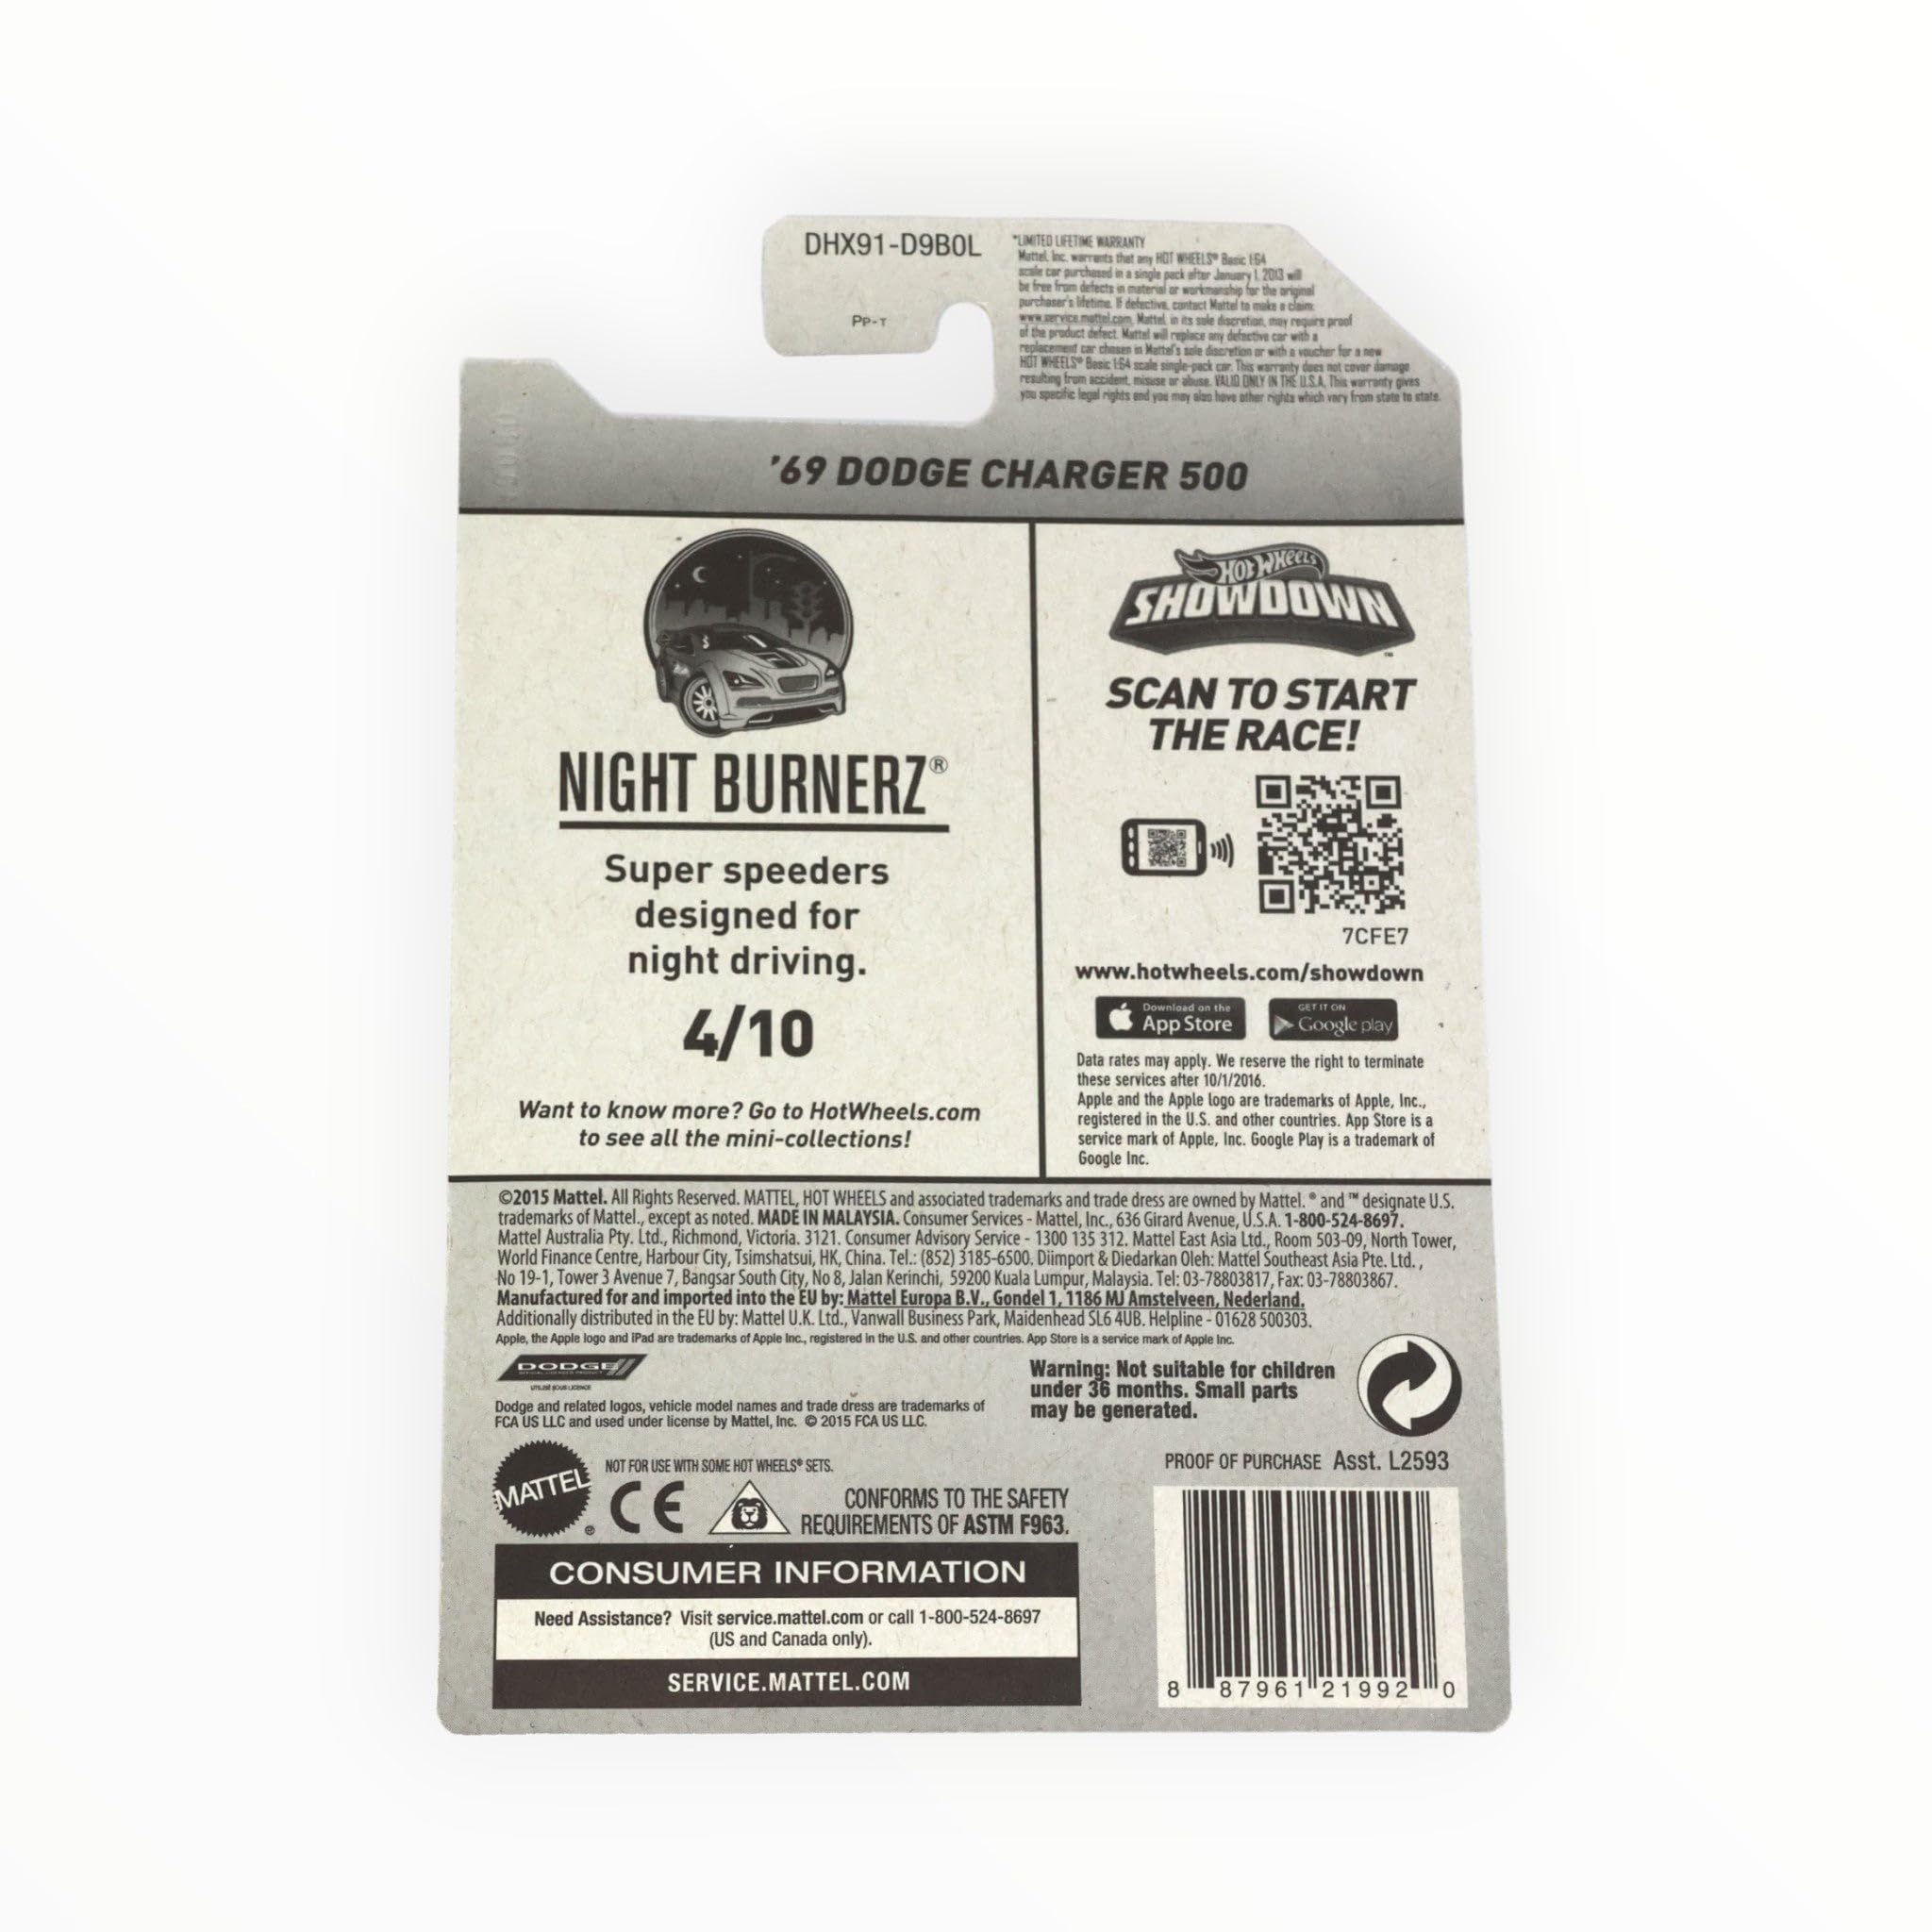 DHX91-D9B0L
Pp-T
*LIMITED LIFETIME WARRANTY
Mattel, Inc. warrants that any HOT WHEELS® Basic 1:64
scale car purchased in a single pack after January 1, 2013 will
be free from defects in material or workmanship for the original
purchaser's lifetime. If defective, contact Mattel to make a claim:
www.service.mattel.com. Mattel, in its sole discretion, may require proof
of the product defect. Mattel will replace any defective car with a
replacement car chosen in Mattel's sole discretion or with a voucher for a new
HOT WHEELS® Basic 1:64 scale single-pack car. This warranty does not cover damage
resulting from accident, misuse or abuse. VALID ONLY IN THE U.S.A. This warranty gives
you specific legal rights and you may also have other rights which vary from state to state.
'69 DODGE CHARGER 500
NIGHT BURNERZ®
Super speeders
designed for
night driving.
4/10
Want to know more? Go to HotWheels.com
to see all the mini-collections!
HOT WHEELS
SHOWDOWN™
SCAN TO START
THE RACE!
7CFE7
www.hotwheels.com/showdown
Download on the
App Store
GET IT ON
Google play
Data rates may apply. We reserve the right to terminate
these services after 10/1/2016.
Apple and the Apple logo are trademarks of Apple, Inc.,
registered in the U.S. and other countries. App Store is a
service mark of Apple, Inc. Google Play is a trademark of
Google Inc.
©2015 Mattel. All Rights Reserved. MATTEL, HOT WHEELS and associated trademarks and trade dress are owned by Mattel. ® and ™ designate U.S.
trademarks of Mattel., except as noted. MADE IN MALAYSIA. Consumer Services - Mattel, Inc., 636 Girard Avenue, U.S.A. 1-800-524-8697.
Mattel Australia Pty. Ltd., Richmond, Victoria. 3121. Consumer Advisory Service - 1300 135 312. Mattel East Asia Ltd., Room 503-09, North Tower,
World Finance Centre, Harbour City, Tsimshatsui, HK, China. Tel.: (852) 3185-6500. Diimport & Diedarkan Oleh: Mattel Southeast Asia Pte. Ltd.,
No 19-1, Tower 3 Avenue 7, Bangsar South City, No 8, Jalan Kerinchi, 59200 Kuala Lumpur, Malaysia. Tel: 03-78803817, Fax: 03-78803867.
Manufactured for and imported into the EU by: Mattel Europa B.V., Gondel 1, 1186 MJ Amstelveen, Nederland.
Additionally distributed in the EU by: Mattel U.K. Ltd., Vanwall Business Park, Maidenhead SL6 4UB. Helpline - 01628 500303.
Apple, the Apple logo and iPad are trademarks of Apple Inc., registered in the U.S. and other countries. App Store is a service mark of Apple Inc.
DODGE
UTILISÉ SOUS LICENCE
Dodge and related logos, vehicle model names and trade dress are trademarks of
FCA US LLC and used under license by Mattel, Inc. © 2015 FCA US LLC.
Warning: Not suitable for children
under 36 months. Small parts
may be generated.
MATTEL®
NOT FOR USE WITH SOME HOT WHEELS® SETS.
CE
CONFORMS TO THE SAFETY
REQUIREMENTS OF ASTM F963.
PROOF OF PURCHASE Asst. L2593
CONSUMER INFORMATION
Need Assistance? Visit service.mattel.com or call 1-800-524-8697
(US and Canada only).
SERVICE.MATTEL.COM
8 87961 21992 0